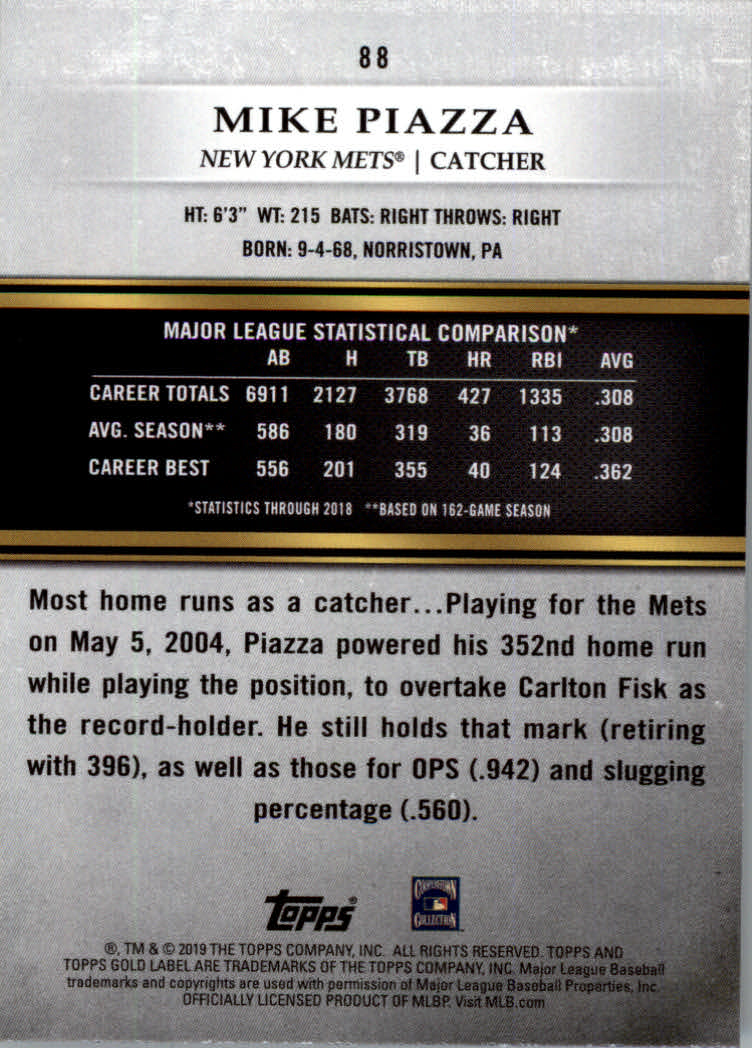 88
MIKE PIAZZA
NEW YORK METS® | CATCHER
HT: 6'3" WT: 215 BATS: RIGHT THROWS: RIGHT
BORN: 9-4-68, NORRISTOWN, PA
MAJOR LEAGUE STATISTICAL COMPARISON*
AB H TB HR RBI AVG
CAREER TOTALS 6911 2127 3768 427 1335 .308
AVG. SEASON** 586 180 319 36 113 .308
CAREER BEST 556 201 355 40 124 .362
*STATISTICS THROUGH 2018 **BASED ON 162-GAME SEASON
Most home runs as a catcher...Playing for the Mets
on May 5, 2004, Piazza powered his 352nd home run
while playing the position, to overtake Carlton Fisk as
the record-holder. He still holds that mark (retiring
with 396), as well as those for OPS (.942) and slugging
percentage (.560).
Topps®
COOPERSTOWN
COLLECTION
®, TM & © 2019 THE TOPPS COMPANY, INC. ALL RIGHTS RESERVED. TOPPS AND
TOPPS GOLD LABEL ARE TRADEMARKS OF THE TOPPS COMPANY, INC. Major League Baseball
trademarks and copyrights are used with permission of Major League Baseball Properties, Inc.
OFFICIALLY LICENSED PRODUCT OF MLBP. Visit MLB.com